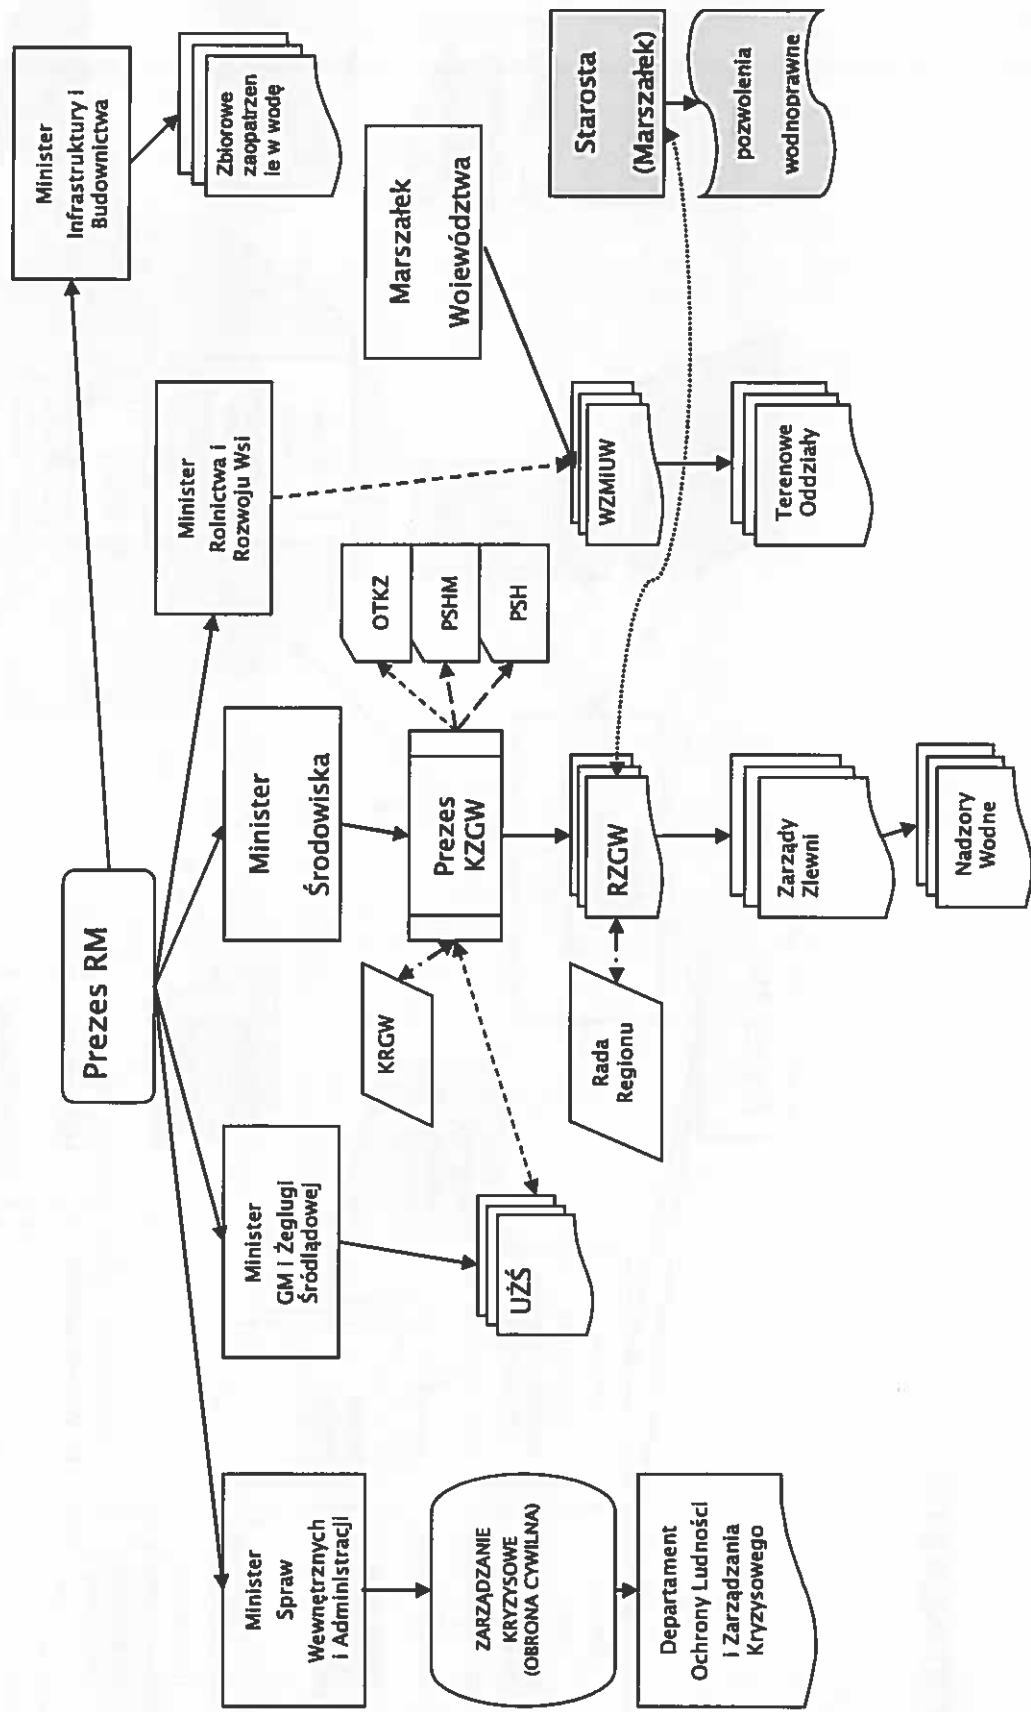 Prezes RM
Minister
Infrastruktury i
Budownictwa
Zbiorowe
zaopatrzen
ie w wodę
Minister
Rolnictwa i
Rozwoju Wsi
Minister
Środowiska
Minister
GM i Żeglugi
Śródlądowej
Minister
Spraw
Wewnętrznych
i Administracji
Marszałek
Województwa
OTKZ
PSHM
PSH
Prezes
KZGW
KRGW
UŻŚ
ZARZĄDZANIE
KRYZYSOWE
(OBRONA CYWILNA)
Starosta
(Marszałek)
WZMIUW
RZGW
Rada
Regionu
Departament
Ochrony Ludności
i Zarządzania
Kryzysowego
pozwolenia
wodnoprawne
Terenowe
Oddziały
Zarządy
Zlewni
Nadzory
Wodne